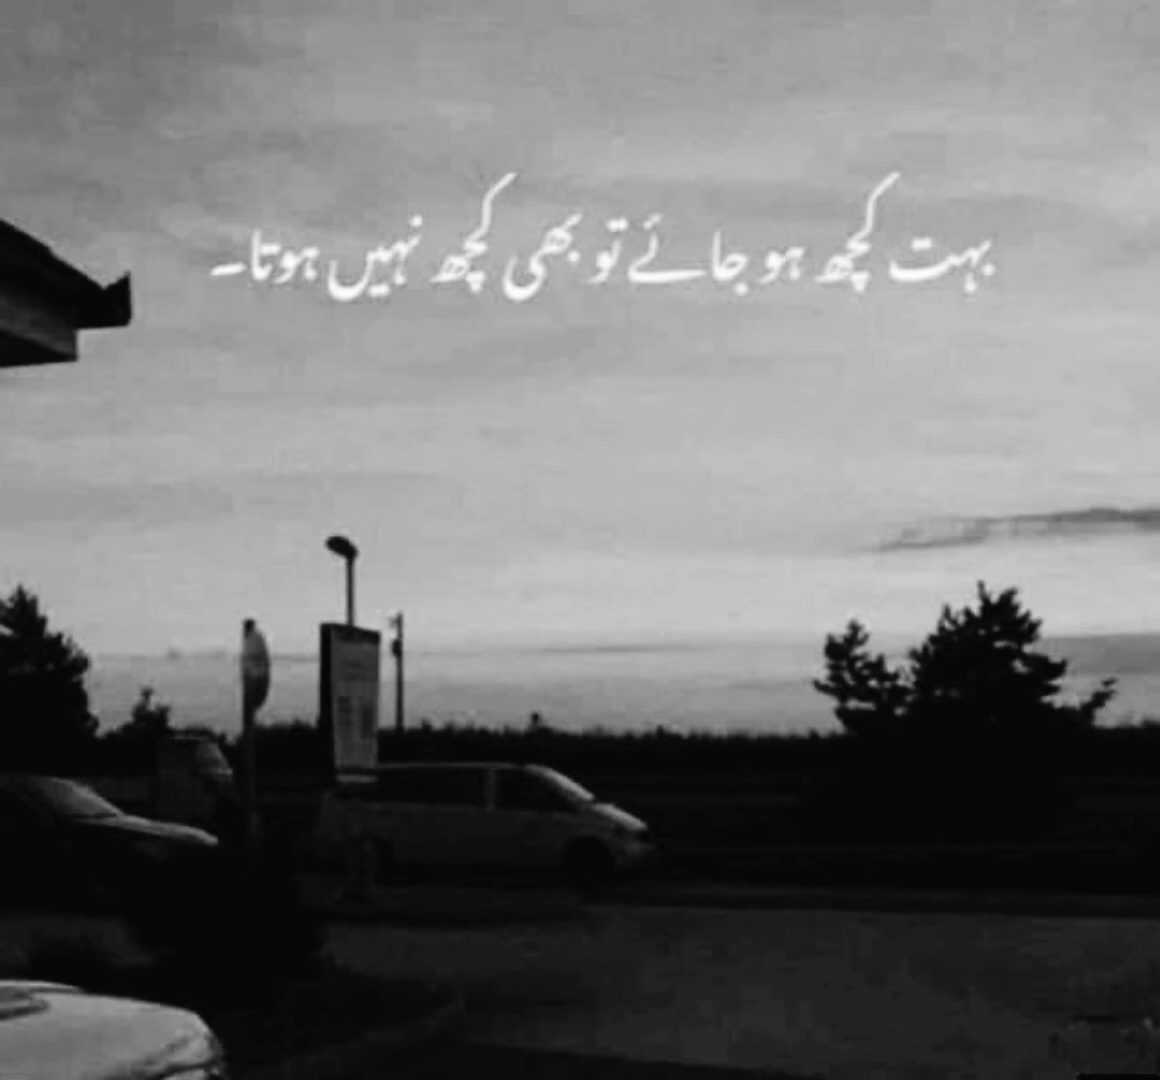 بہت کچھ ہو جائے تو بھی کچھ نہیں ہوتا۔